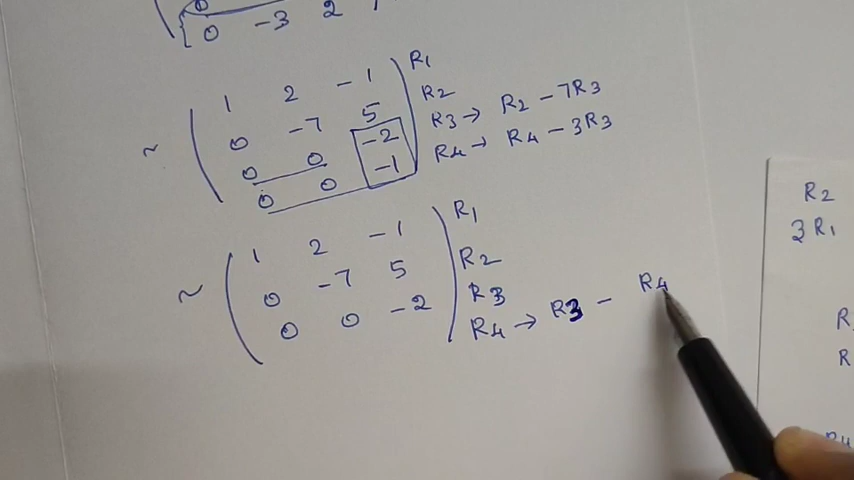 0
0 -3 2
~ 1 2 -1 R1
0 -7 5 R2
0 0 -2 R3 → R2 - 7R3
0 0 -1 R4 → R4 - 3R3
~ 1 2 -1 R1
0 -7 5 R2
0 0 -2 R3
R4 → R3 - R4
R2
3R1
R
R4